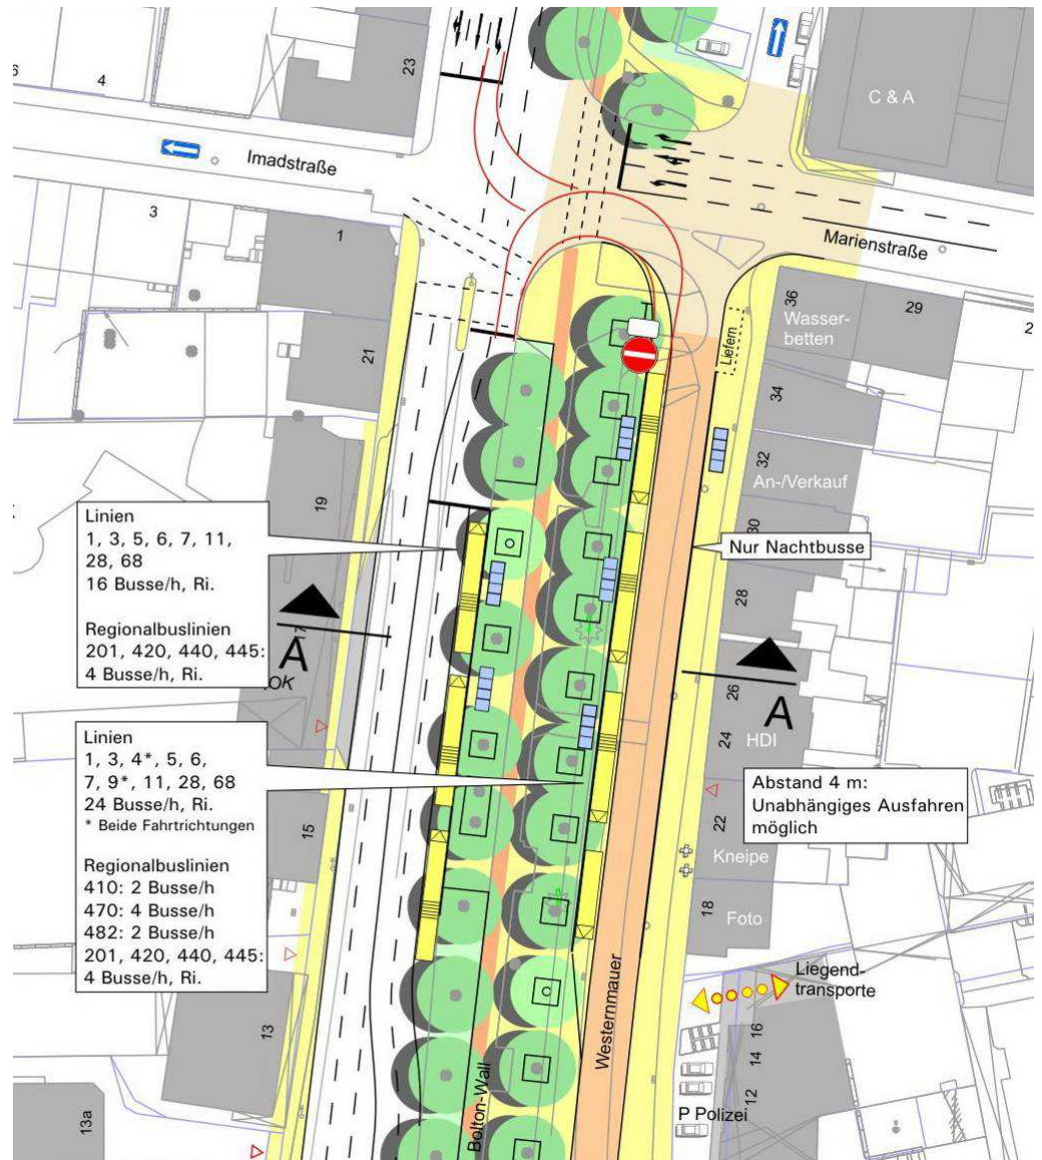 23
4
6
C & A
Imadstraße
3
1
Marienstraße
36
29
2
Wasser-
betten
Liefern
21
34
32
An-/Verkauf
19
30
Linien
1, 3, 5, 6, 7, 11,
28, 68
16 Busse/h, Ri.
Regionalbuslinien
201, 420, 440, 445:
4 Busse/h, Ri.
Nur Nachtbusse
28
17
A
OK
26
A
24
HDI
Linien
1, 3, 4*, 5, 6,
7, 9*, 11, 28, 68
24 Busse/h, Ri.
* Beide Fahrtrichtungen
Regionalbuslinien
410: 2 Busse/h
470: 4 Busse/h
482: 2 Busse/h
201, 420, 440, 445:
4 Busse/h, Ri.
Abstand 4 m:
Unabhängiges Ausfahren
möglich
15
22
Kneipe
18
Foto
Liegend-
transporte
Westernmauer
13
16
14
12
Bolton-Wall
P Polizei
13a